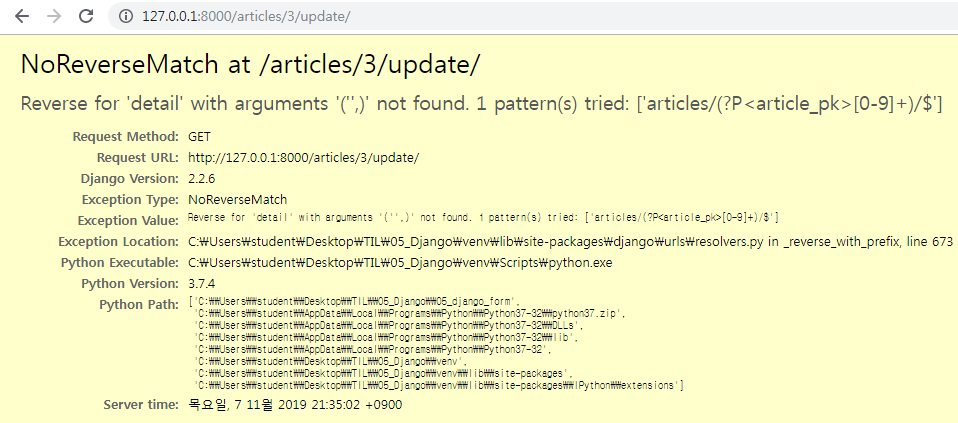 127.0.0.1:8000/articles/3/update/
NoReverseMatch at /articles/3/update/
Reverse for 'detail' with arguments '('',)' not found. 1 pattern(s) tried: ['articles/(?P<article_pk>[0-9]+)/$']
Request Method: GET
Request URL: http://127.0.0.1:8000/articles/3/update/
Django Version: 2.2.6
Exception Type: NoReverseMatch
Exception Value: Reverse for 'detail' with arguments '('',)' not found. 1 pattern(s) tried: ['articles/(?P<article_pk>[0-9]+)/$']
Exception Location: C:₩Users₩student₩Desktop₩TIL₩05_Django₩venv₩lib₩site-packages₩django₩urls₩resolvers.py in _reverse_with_prefix, line 673
Python Executable: C:₩Users₩student₩Desktop₩TIL₩05_Django₩venv₩Scripts₩python.exe
Python Version: 3.7.4
Python Path: ['C:₩₩Users₩₩student₩₩Desktop₩₩TIL₩₩05_Django₩₩05_django_form',
'C:₩₩Users₩₩student₩₩AppData₩₩Local₩₩Programs₩₩Python₩₩Python37-32₩₩python37.zip',
'C:₩₩Users₩₩student₩₩AppData₩₩Local₩₩Programs₩₩Python₩₩Python37-32₩₩DLLs',
'C:₩₩Users₩₩student₩₩AppData₩₩Local₩₩Programs₩₩Python₩₩Python37-32₩₩lib',
'C:₩₩Users₩₩student₩₩AppData₩₩Local₩₩Programs₩₩Python₩₩Python37-32',
'C:₩₩Users₩₩student₩₩Desktop₩₩TIL₩₩05_Django₩₩venv',
'C:₩₩Users₩₩student₩₩Desktop₩₩TIL₩₩05_Django₩₩venv₩₩lib₩₩site-packages',
'C:₩₩Users₩₩student₩₩Desktop₩₩TIL₩₩05_Django₩₩venv₩₩lib₩₩site-packages₩₩IPython₩₩extensions']
Server time: 목요일, 7 11월 2019 21:35:02 +0900